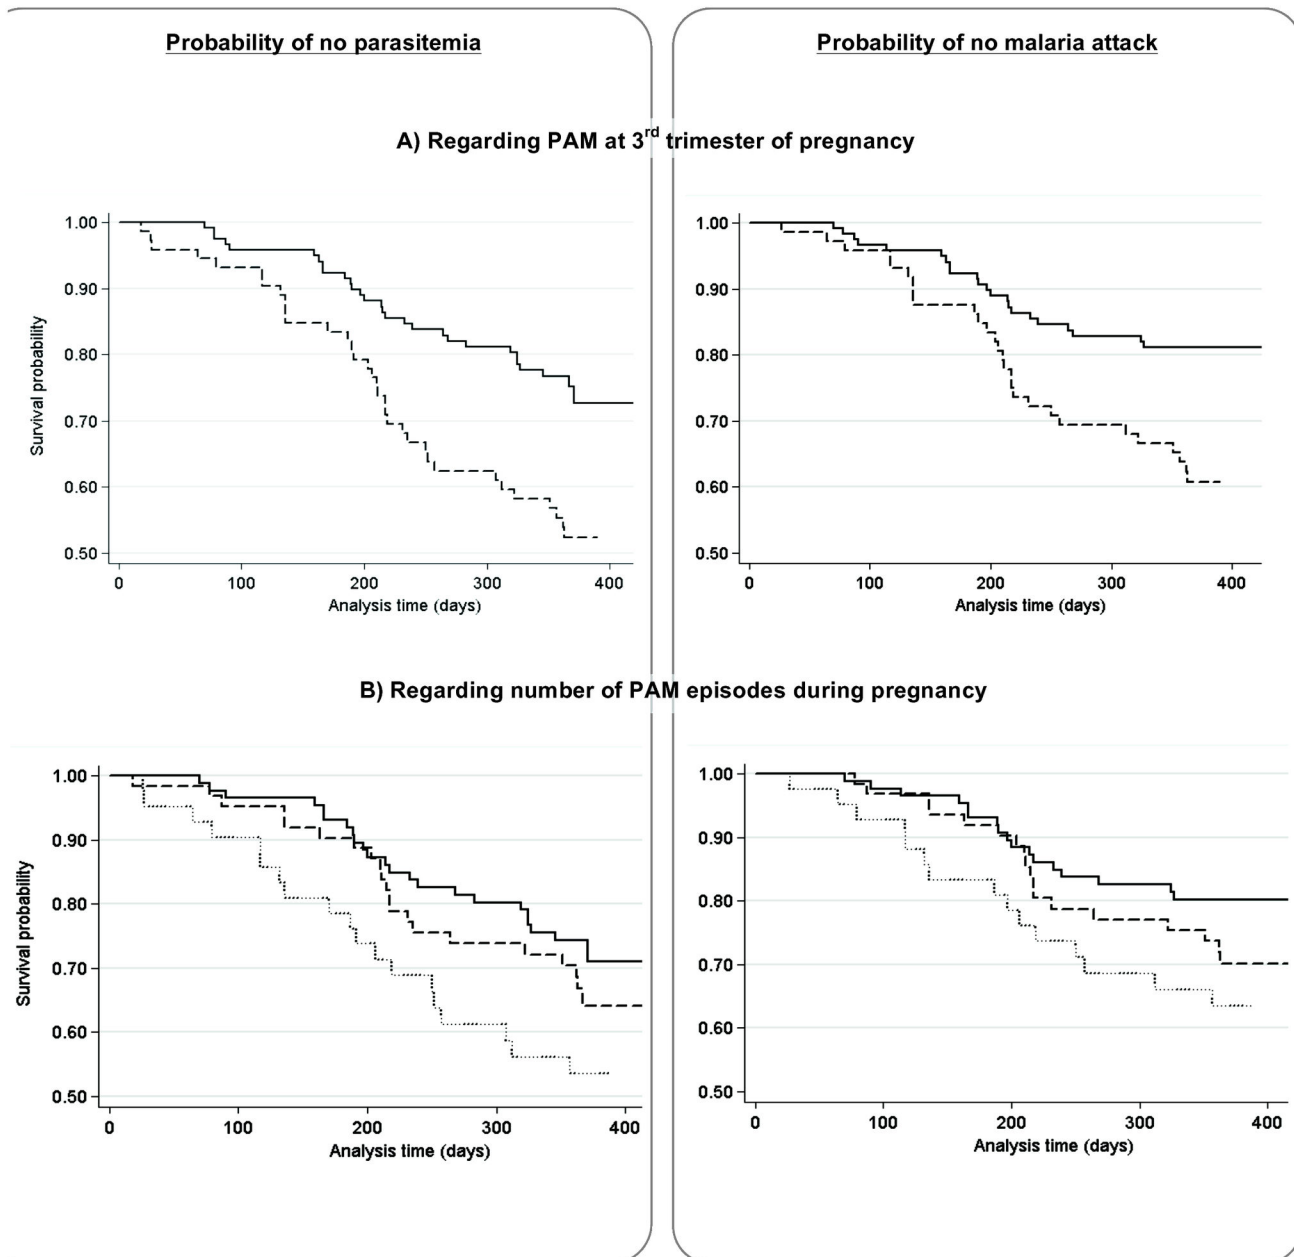 Probability of no parasitemia
Probability of no malaria attack
A) Regarding PAM at 3rd trimester of pregnancy
Survival probability
1.00
0.90
0.80
0.70
0.60
0.50
0 100 200 300 400
Analysis time (days)
1.00
0.90
0.80
0.70
0.60
0.50
0 100 200 300 400
Analysis time (days)
B) Regarding number of PAM episodes during pregnancy
Survival probability
1.00
0.90
0.80
0.70
0.60
0.50
0 100 200 300 400
Analysis time (days)
1.00
0.90
0.80
0.70
0.60
0.50
0 100 200 300 400
Analysis time (days)